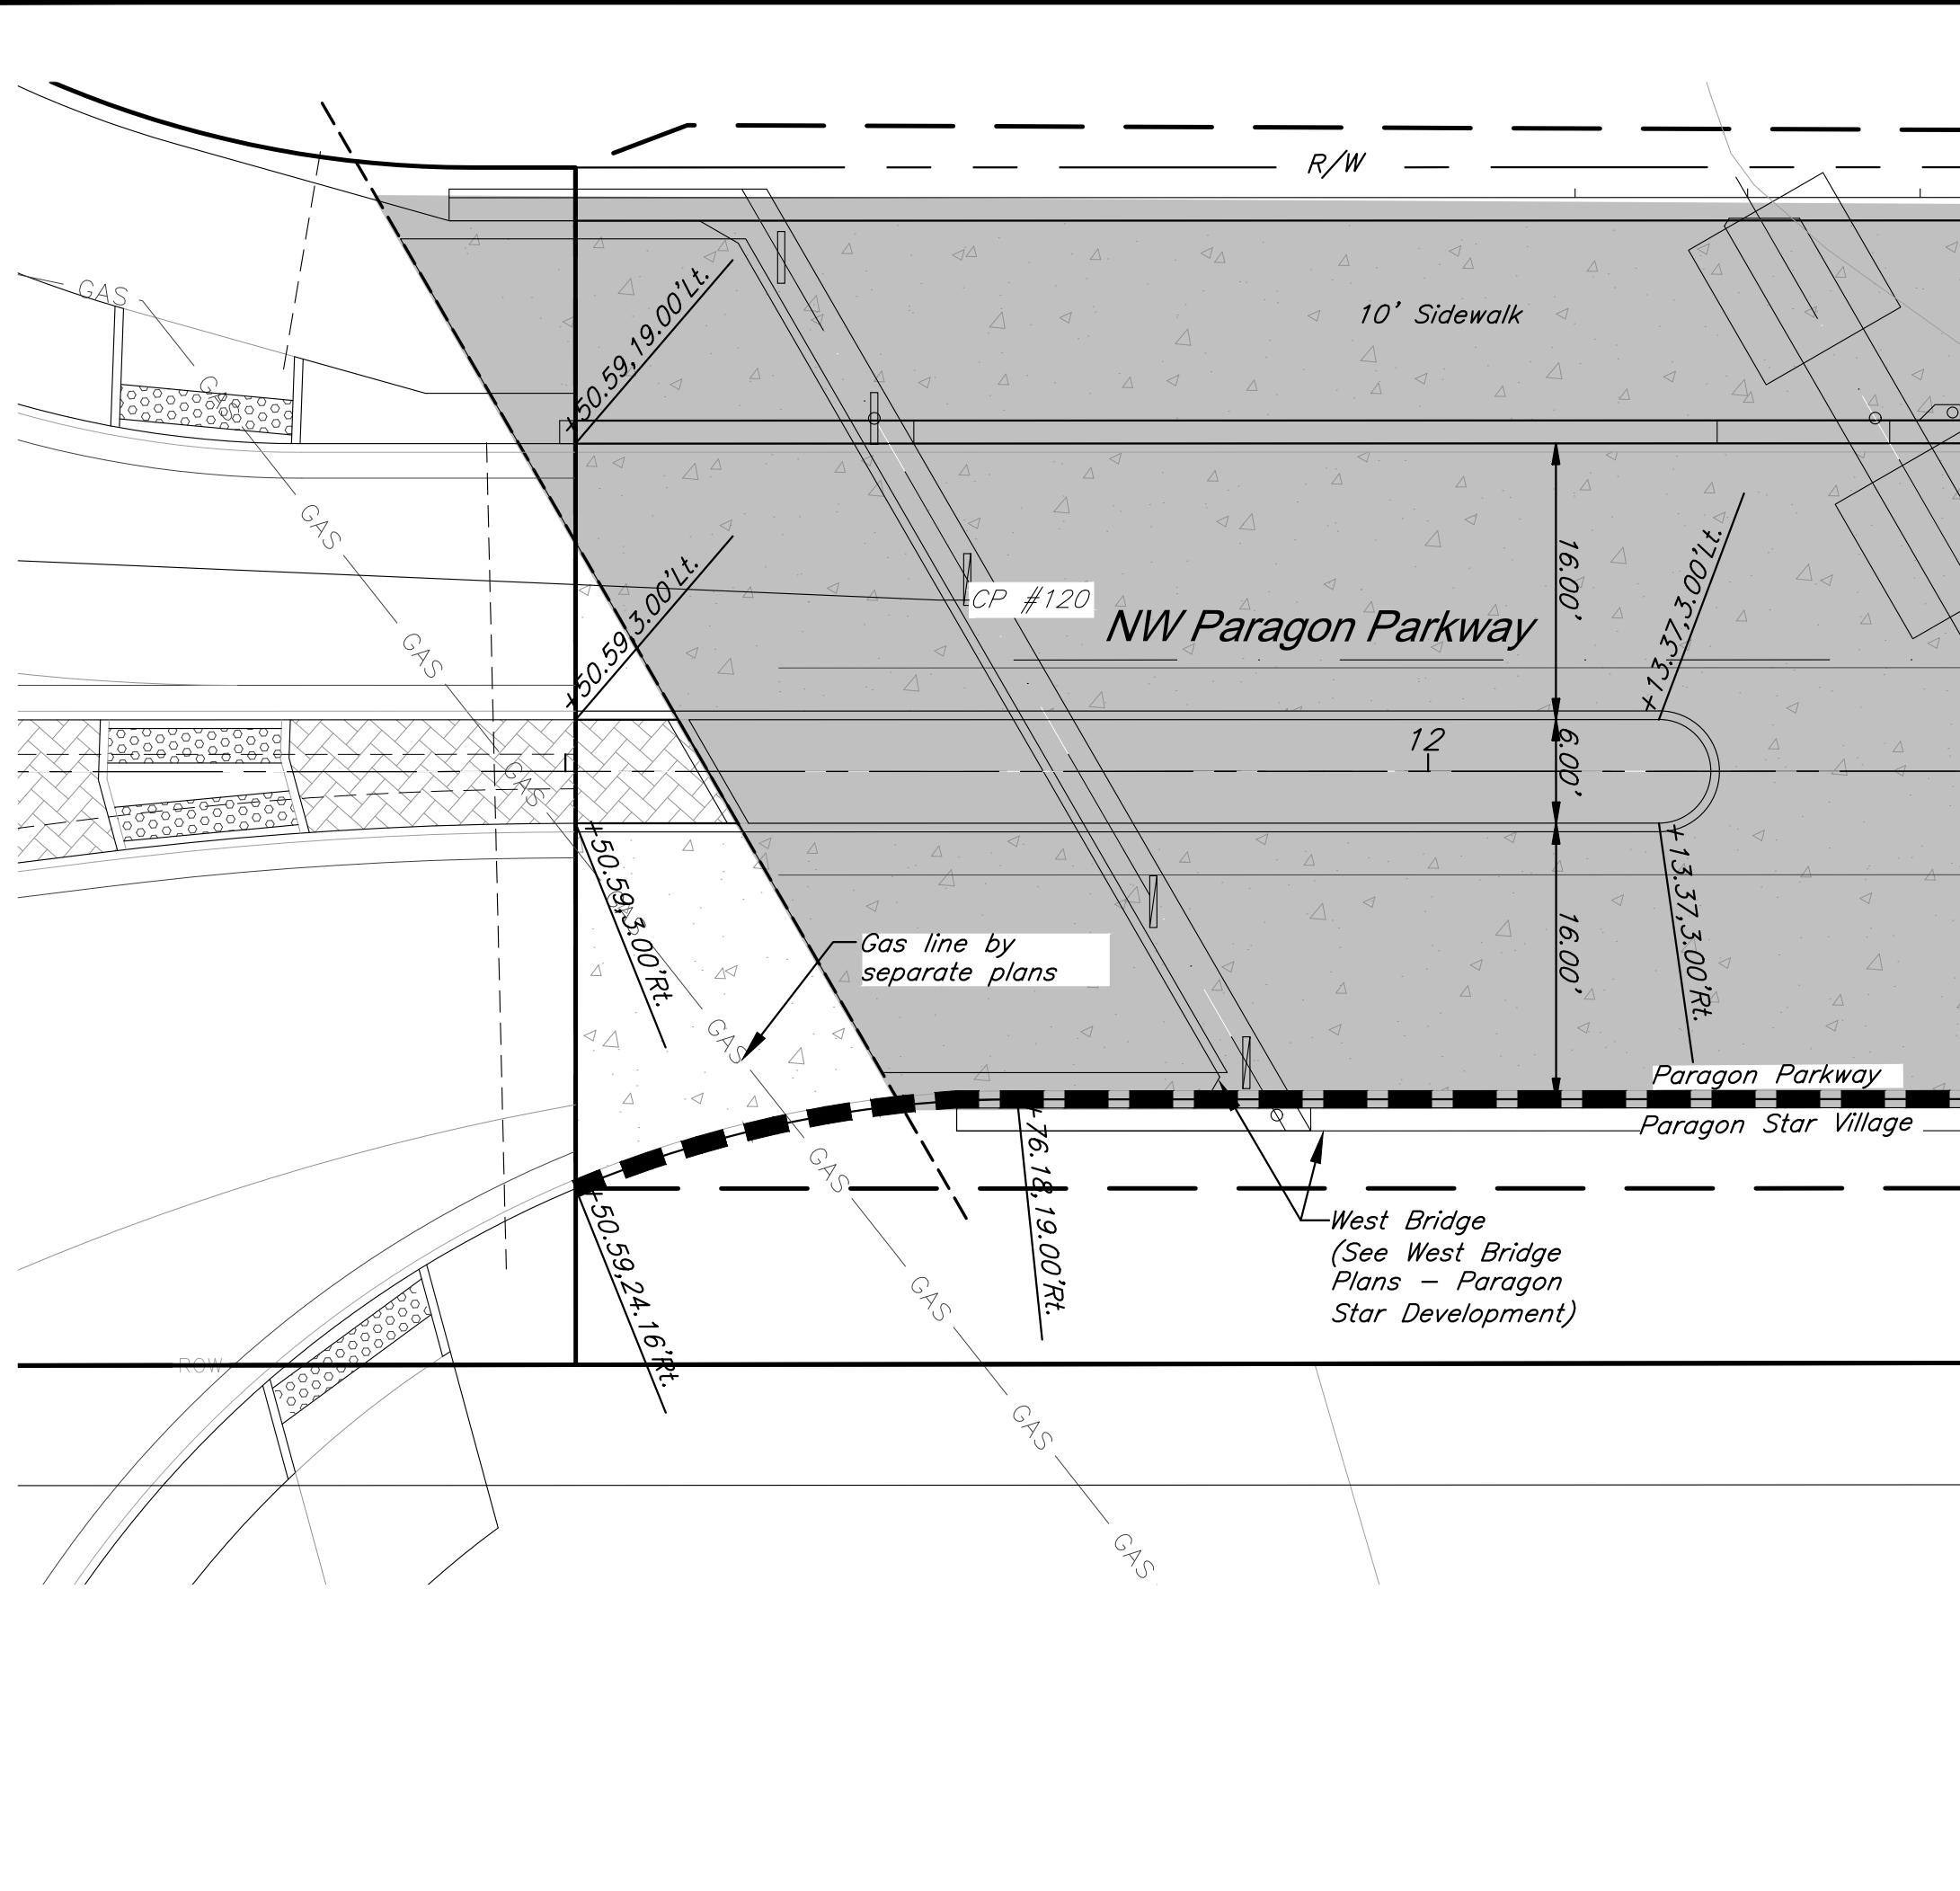 R/W
GAS
10' Sidewalk
+50.59,19.00'Lt.
GAS
GAS
16.00'
+50.59,3.00'Lt.
CP #120
NW Paragon Parkway
+13.37,3.00'Lt.
GAS
12
6.00'
GAS
+50.59,3.00'Rt.
GAS
16.00'
+13.37,3.00'Rt.
Gas line by
separate plans
GAS
Paragon Parkway
Paragon Star Village
+76.18,19.00'Rt.
GAS
+50.59,24.16'Rt.
West Bridge
(See West Bridge
Plans – Paragon
Star Development)
GAS
ROW
GAS
GAS